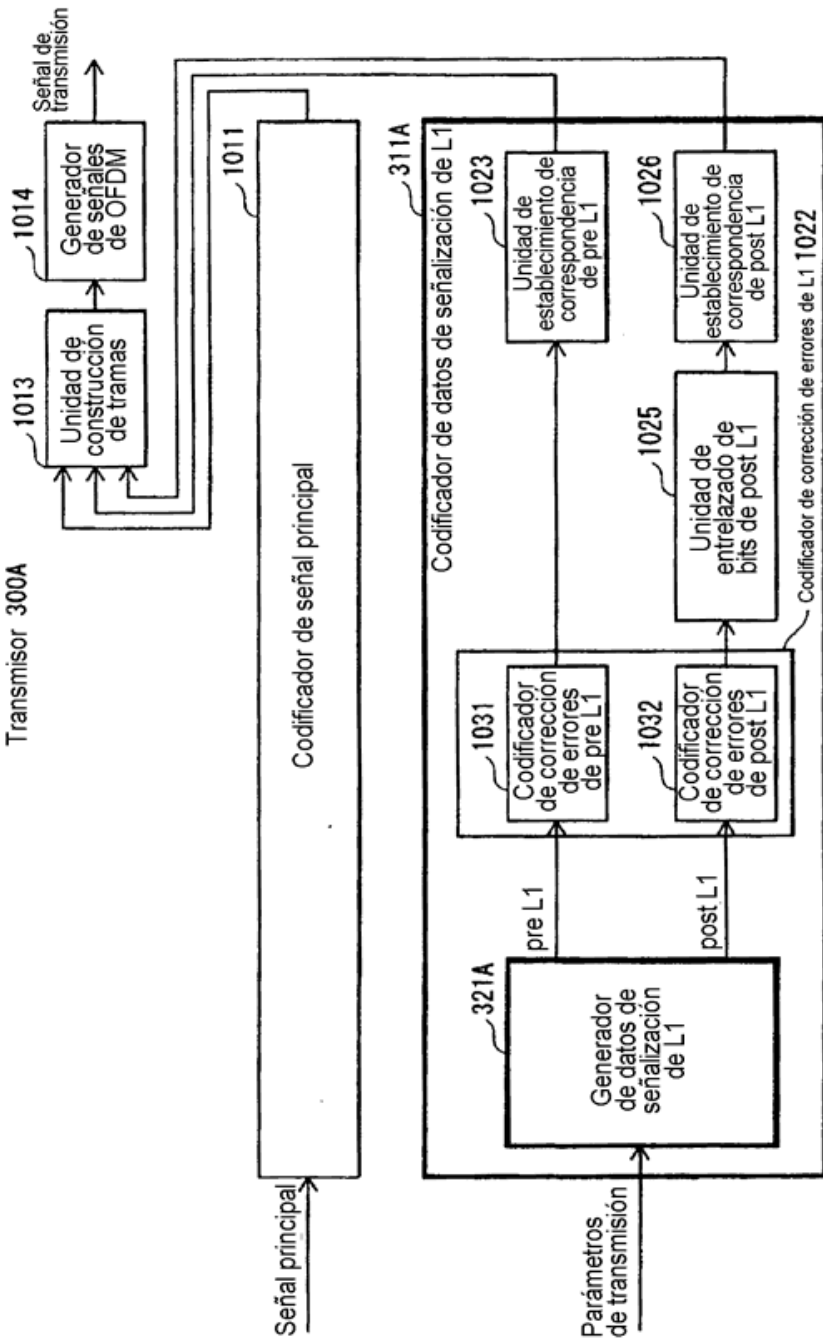 Transmisor 300A
Señal principal
Codificador de señal principal
1011
1013
Unidad de
construcción
de tramas
1014
Generador
de señales
de OFDM
Señal de
transmisión
Parámetros
de transmisión
Codificador de datos de señalización de L1
311A
321A
Generador
de datos de
señalización
de L1
pre L1
post L1
1031
Codificador
de corrección
de errores
de pre L1
1032
Codificador
de corrección
de errores
de post L1
1023
Unidad de
establecimiento de
correspondencia
de pre L1
1025
Unidad de
entrelazado de
bits de post L1
1026
Unidad de
establecimiento de
correspondencia
de post L1
Codificador de corrección de errores de L1 1022